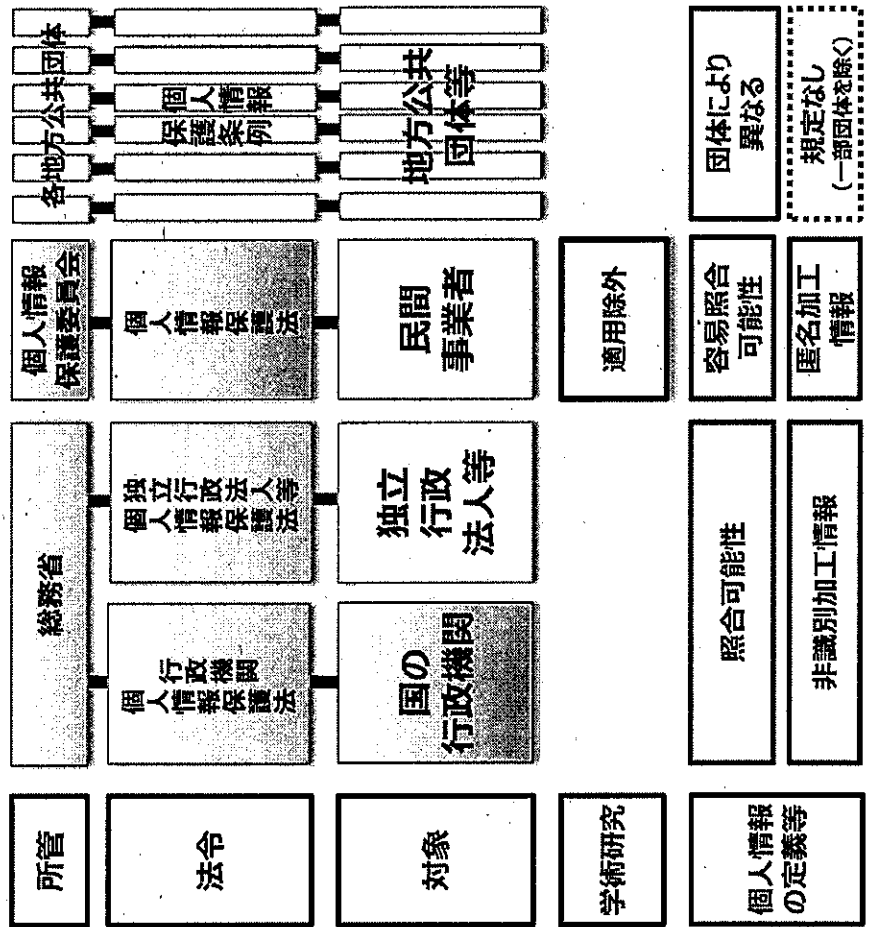 所管
総務省
個人情報
保護委員会
各地方公共団体
法令
行政機関
個人情報保護法
独立行政法人等
個人情報保護法
個人情報保護法
個人情報
保護条例
対象
国の
行政機関
独立
行政
法人等
民間
事業者
地方公共
団体等
学術研究
適用除外
個人情報
の定義等
照合可能性
容易照合
可能性
団体により
異なる
非識別加工情報
匿名加工
情報
規定なし
(一部団体を除く)